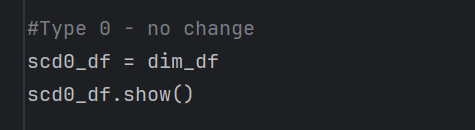 #Type 0 - no change
scd0_df = dim_df
scd0_df.show()